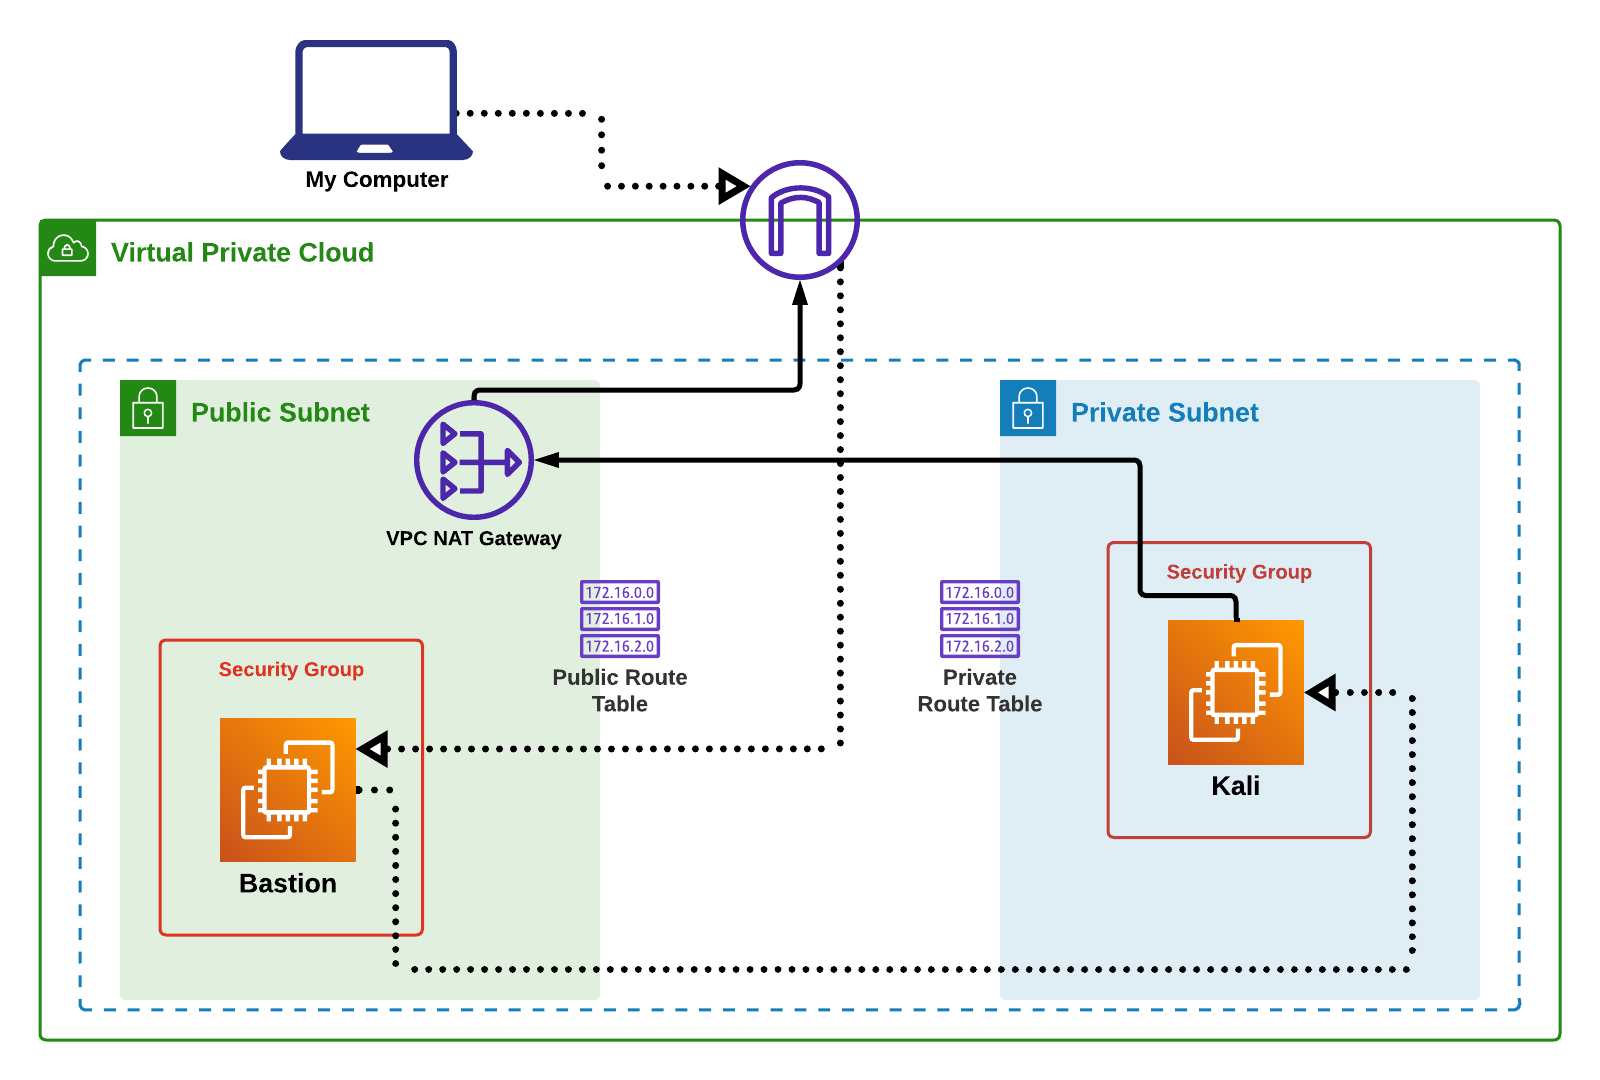 My Computer
Virtual Private Cloud
Public Subnet
Private Subnet
VPC NAT Gateway
172.16.0.0
172.16.1.0
172.16.2.0
Public Route
Table
172.16.0.0
172.16.1.0
172.16.2.0
Private
Route Table
Security Group
Kali
Security Group
Bastion